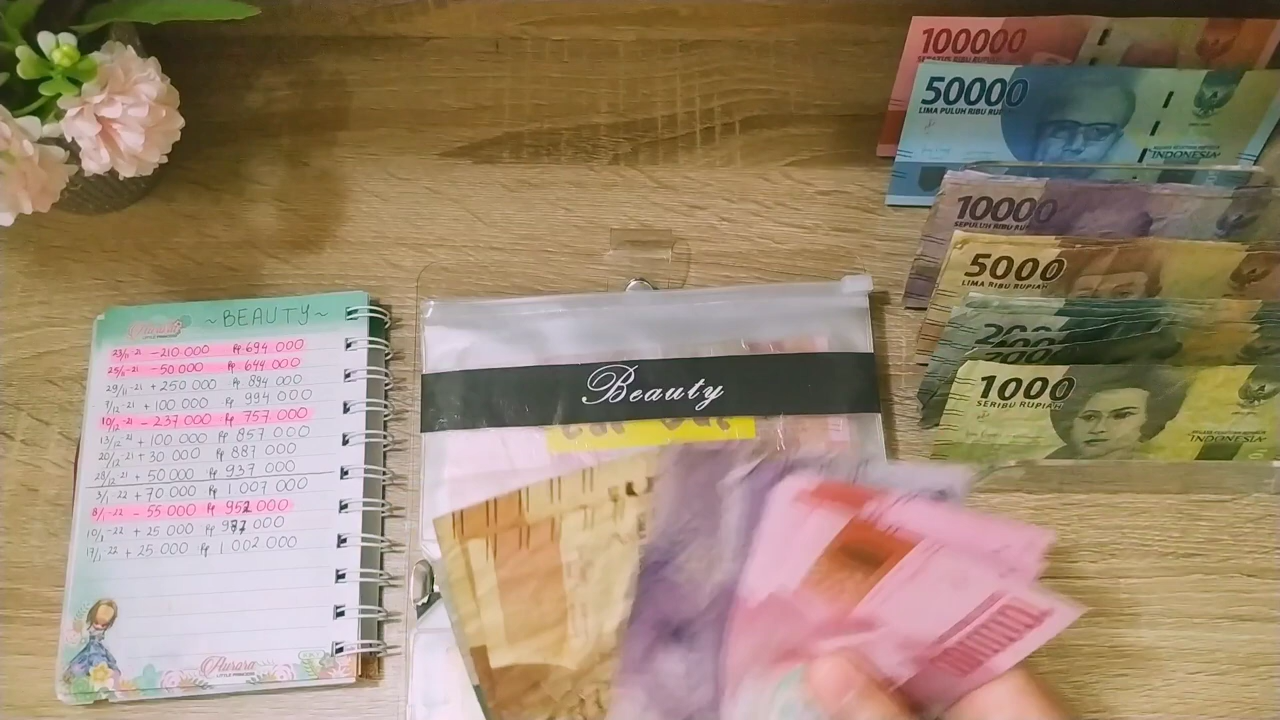 ~BEAUTY~
23/11-21 -210 000 Rp 694 000
25/11-21 -50 000 Rp 644 000
29/11-21 +250 000 Rp 894 000
7/12-21 +100 000 Rp 994 000
10/12-21 -237 000 Rp 757 000
13/12-21 +100 000 Rp 857 000
20/12-21 +30 000 Rp 887 000
28/12-21 +50 000 Rp 937 000
3/1-22 +70 000 Rp 1 007 000
8/1-22 -55 000 Rp 952 000
10/1-22 +25 000 Rp 977 000
17/1-22 +25 000 Rp 1 002 000
Aurora
LITTLE PRINCESS
Beauty
100000
50000
LIMA PULUH RIBU RUPIAH
INDONESIA
10000
SEPULUH RIBU RUPIAH
5000
LIMA RIBU RUPIAH
2000
1000
SERIBU RUPIAH
INDONESIA